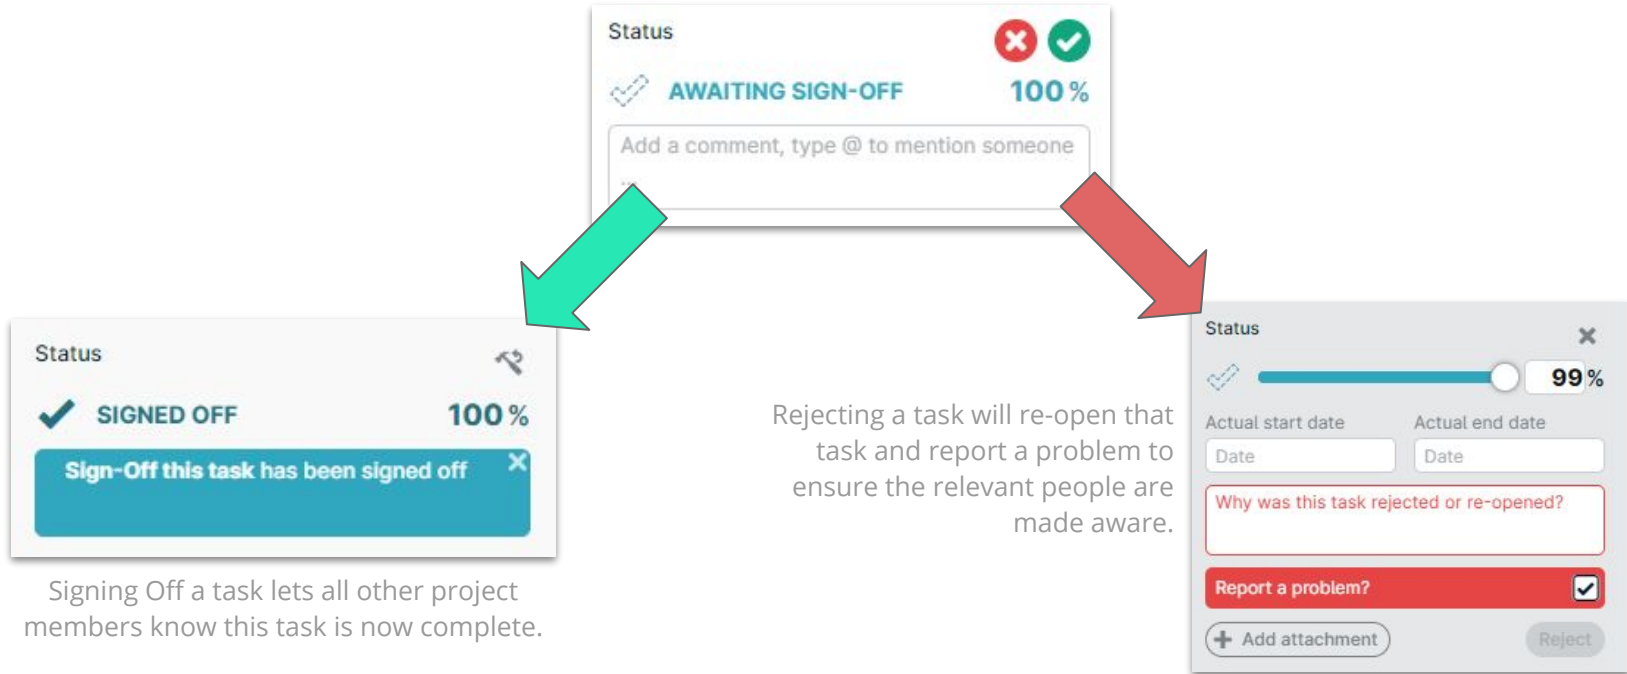 Status
AWAITING SIGN-OFF 100 %
Add a comment, type @ to mention someone
...
Status
SIGNED OFF 100 %
Sign-Off this task has been signed off
Signing Off a task lets all other project
members know this task is now complete.
Rejecting a task will re-open that
task and report a problem to
ensure the relevant people are
made aware.
Status
99 %
Actual start date Actual end date
Date Date
Why was this task rejected or re-opened?
Report a problem?
Add attachment Reject